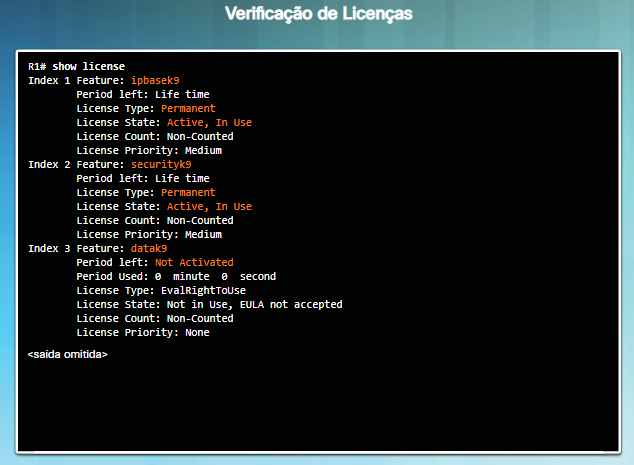 Verificação de Licenças
R1# show license
Index 1 Feature: ipbasek9
Period left: Life time
License Type: Permanent
License State: Active, In Use
License Count: Non-Counted
License Priority: Medium
Index 2 Feature: securityk9
Period left: Life time
License Type: Permanent
License State: Active, In Use
License Count: Non-Counted
License Priority: Medium
Index 3 Feature: datak9
Period left: Not Activated
Period Used: 0 minute 0 second
License Type: EvalRightToUse
License State: Not in Use, EULA not accepted
License Count: Non-Counted
License Priority: None
<saída omitida>